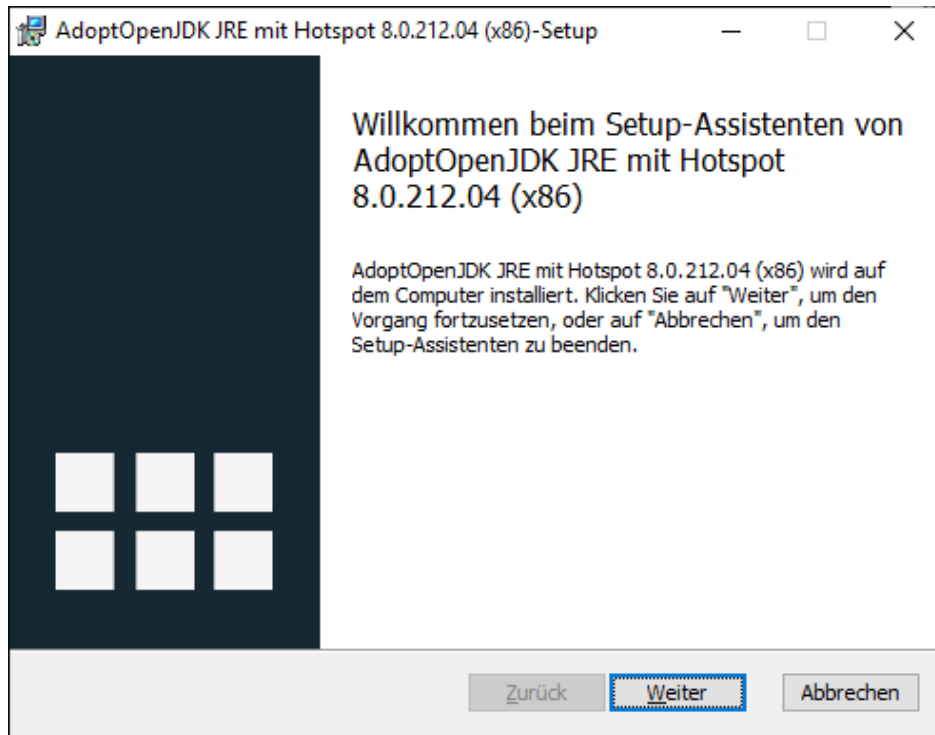 AdoptOpenJDK JRE mit Hotspot 8.0.212.04 (x86)-Setup
Willkommen beim Setup-Assistenten von
AdoptOpenJDK JRE mit Hotspot
8.0.212.04 (x86)
AdoptOpenJDK JRE mit Hotspot 8.0.212.04 (x86) wird auf
dem Computer installiert. Klicken Sie auf "Weiter", um den
Vorgang fortzusetzen, oder auf "Abbrechen", um den
Setup-Assistenten zu beenden.
Zurück Weiter Abbrechen